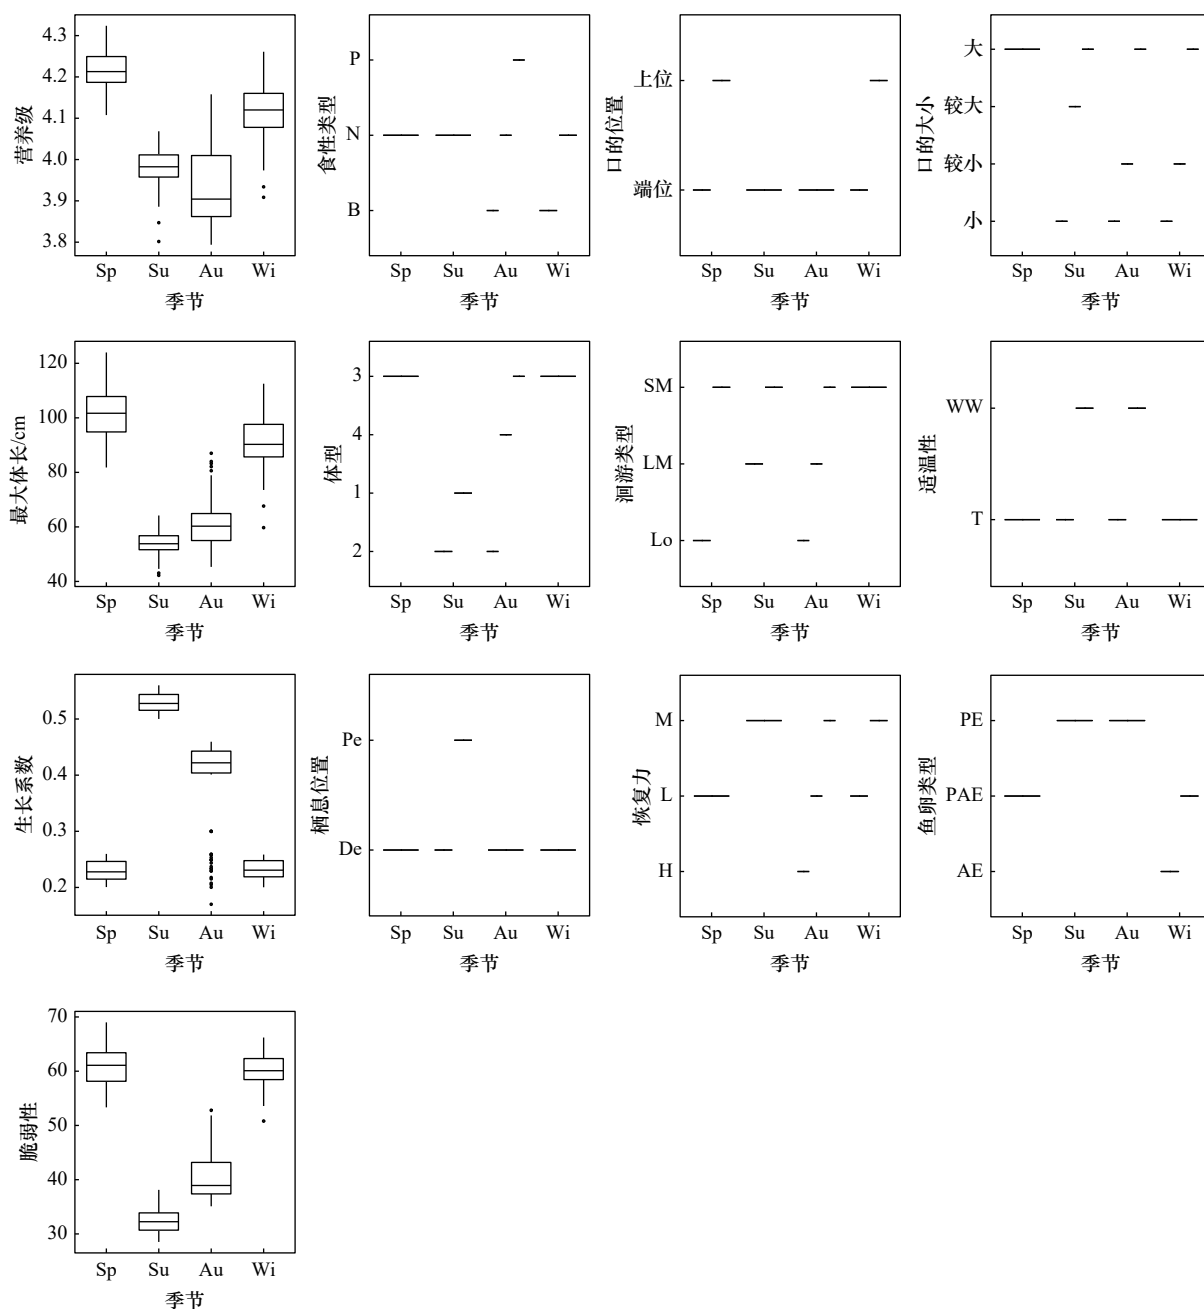 营养级
4.3
4.2
4.1
4.0
3.9
3.8
Sp Su Au Wi
季节
食性类型
P
N
B
Sp Su Au Wi
季节
口的位置
上位
端位
Sp Su Au Wi
季节
口的大小
大
较大
较小
小
Sp Su Au Wi
季节
最大体长/cm
120
100
80
60
40
Sp Su Au Wi
季节
体型
3
4
1
2
Sp Su Au Wi
季节
洄游类型
SM
LM
Lo
Sp Su Au Wi
季节
适温性
WW
T
Sp Su Au Wi
季节
生长系数
0.5
0.4
0.3
0.2
Sp Su Au Wi
季节
栖息位置
Pe
De
Sp Su Au Wi
季节
恢复力
M
L
H
Sp Su Au Wi
季节
鱼卵类型
PE
PAE
AE
Sp Su Au Wi
季节
脆弱性
70
60
50
40
30
Sp Su Au Wi
季节